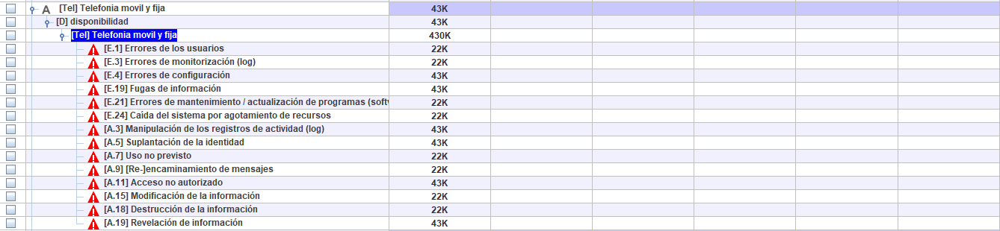 [Tel] Telefonia movil y fija 43K
[D] disponibilidad 43K
[Tel] Telefonia movil y fija 430K
[E.1] Errores de los usuarios 22K
[E.3] Errores de monitorización (log) 22K
[E.4] Errores de configuración 43K
[E.19] Fugas de información 43K
[E.21] Errores de mantenimiento / actualización de programas (softw 22K
[E.24] Caída del sistema por agotamiento de recursos 22K
[A.3] Manipulación de los registros de actividad (log) 43K
[A.5] Suplantación de la identidad 43K
[A.7] Uso no previsto 22K
[A.9] [Re-]encaminamiento de mensajes 22K
[A.11] Acceso no autorizado 43K
[A.15] Modificación de la información 22K
[A.18] Destrucción de la información 22K
[A.19] Revelación de información 43K